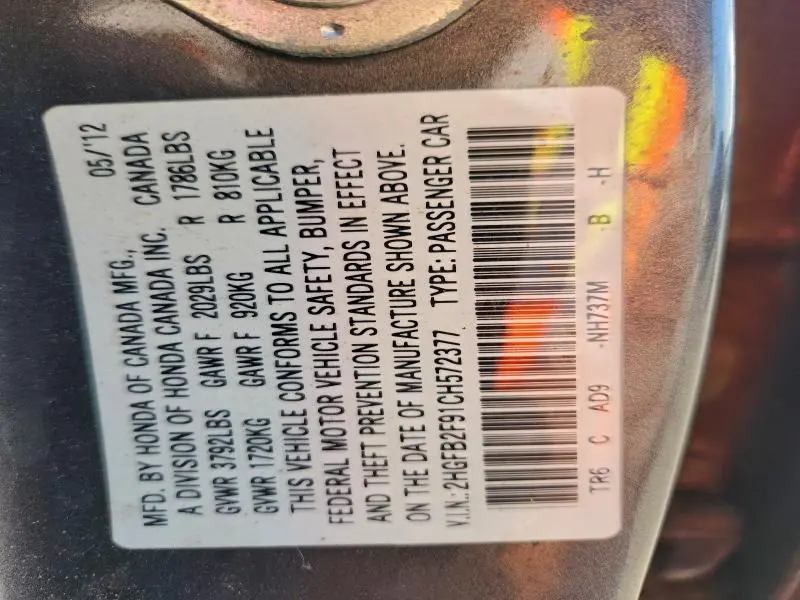 MFD. BY HONDA OF CANADA MFG., 05/'12
A DIVISION OF HONDA CANADA INC. CANADA
GVWR 3792LBS GAWR F 2029LBS R 1786LBS
GVWR 1720KG GAWR F 920KG R 810KG
THIS VEHICLE CONFORMS TO ALL APPLICABLE
FEDERAL MOTOR VEHICLE SAFETY, BUMPER,
AND THEFT PREVENTION STANDARDS IN EFFECT
ON THE DATE OF MANUFACTURE SHOWN ABOVE.
V.I.N.: 2HGFB2F91CH572377 TYPE: PASSENGER CAR
TR6 C AD9 -NH737M -B -H